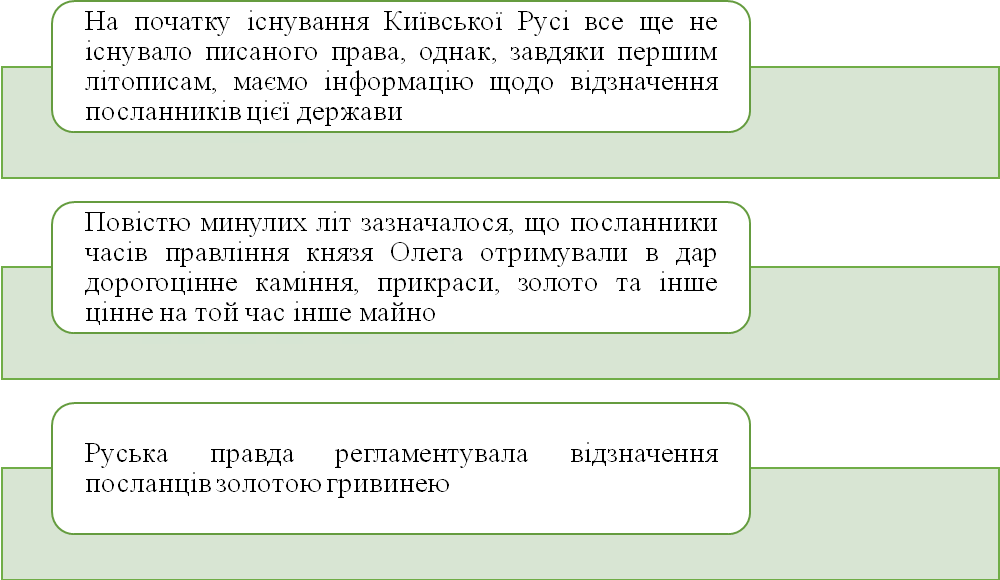 На початку існування Київської Русі все ще не
існувало писаного права, однак, завдяки першим
літописам, маємо інформацію щодо відзначення
посланників цієї держави
Повістю минулих літ зазначалося, що посланники
часів правління князя Олега отримували в дар
дорогоцінне каміння, прикраси, золото та інше
цінне на той час інше майно
Руська правда регламентувала відзначення
посланців золотою гривинею